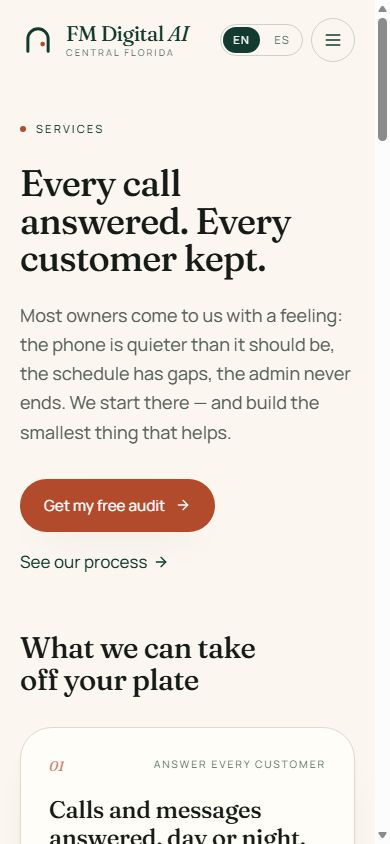 FM Digital AI
CENTRAL FLORIDA
EN
ES
SERVICES
Every call
answered. Every
customer kept.
Most owners come to us with a feeling:
the phone is quieter than it should be,
the schedule has gaps, the admin never
ends. We start there — and build the
smallest thing that helps.
Get my free audit →
See our process →
What we can take
off your plate
01
ANSWER EVERY CUSTOMER
Calls and messages
answered, day or night.